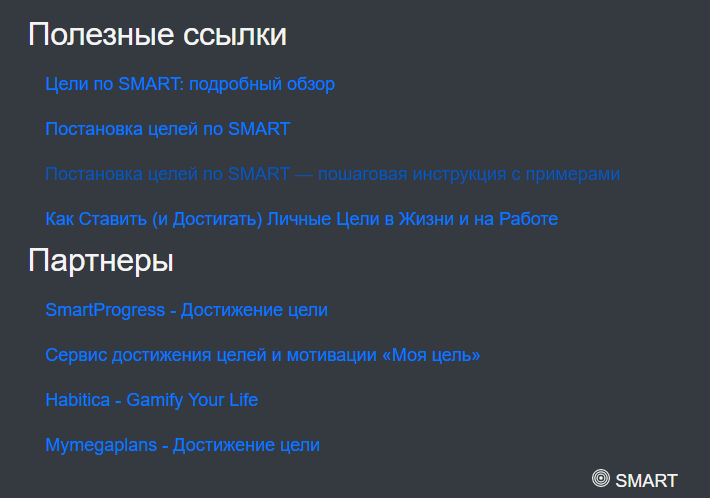 Полезные ссылки
Цели по SMART: подробный обзор
Постановка целей по SMART
Постановка целей по SMART — пошаговая инструкция с примерами
Как Ставить (и Достигать) Личные Цели в Жизни и на Работе
Партнеры
SmartProgress - Достижение цели
Сервис достижения целей и мотивации «Моя цель»
Habitica - Gamify Your Life
Mymegaplans - Достижение цели
SMART